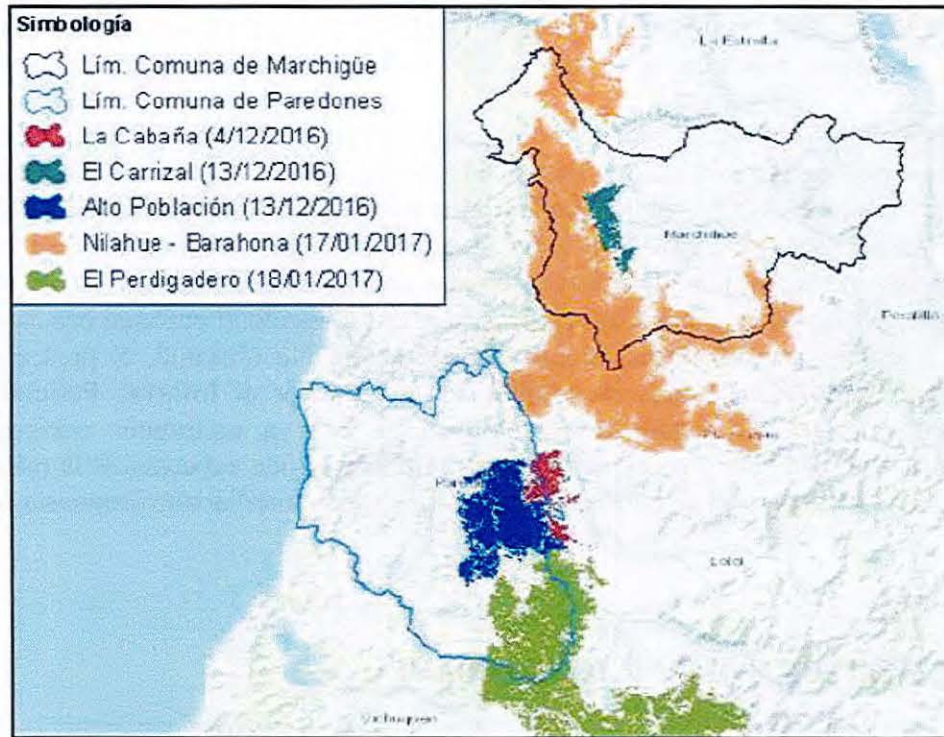 Simbología
Lím. Comuna de Marchigüe
Lím. Comuna de Paredones
La Cabaña (4/12/2016)
El Carrizal (13/12/2016)
Alto Población (13/12/2016)
Nilahue - Barahona (17/01/2017)
El Perdigadero (18/01/2017)
La Estrella
Marchihue
Peralillo
Lolol
Vichuquén